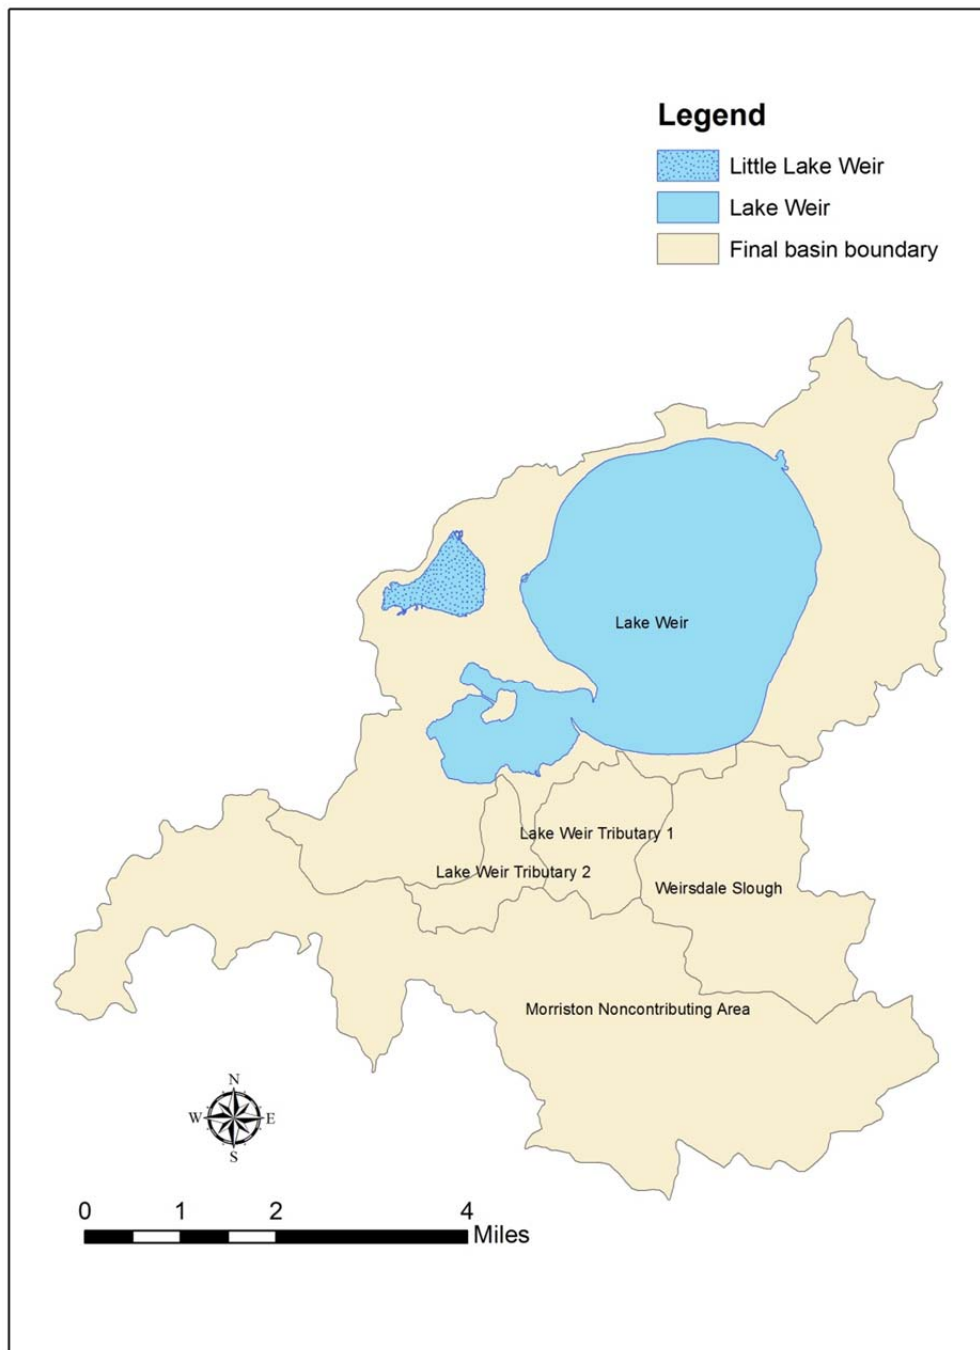 Legend
Little Lake Weir
Lake Weir
Final basin boundary
Lake Weir
Lake Weir Tributary 1
Lake Weir Tributary 2
Weirsdale Slough
Morriston Noncontributing Area
N
W E
S
0 1 2 4
Miles